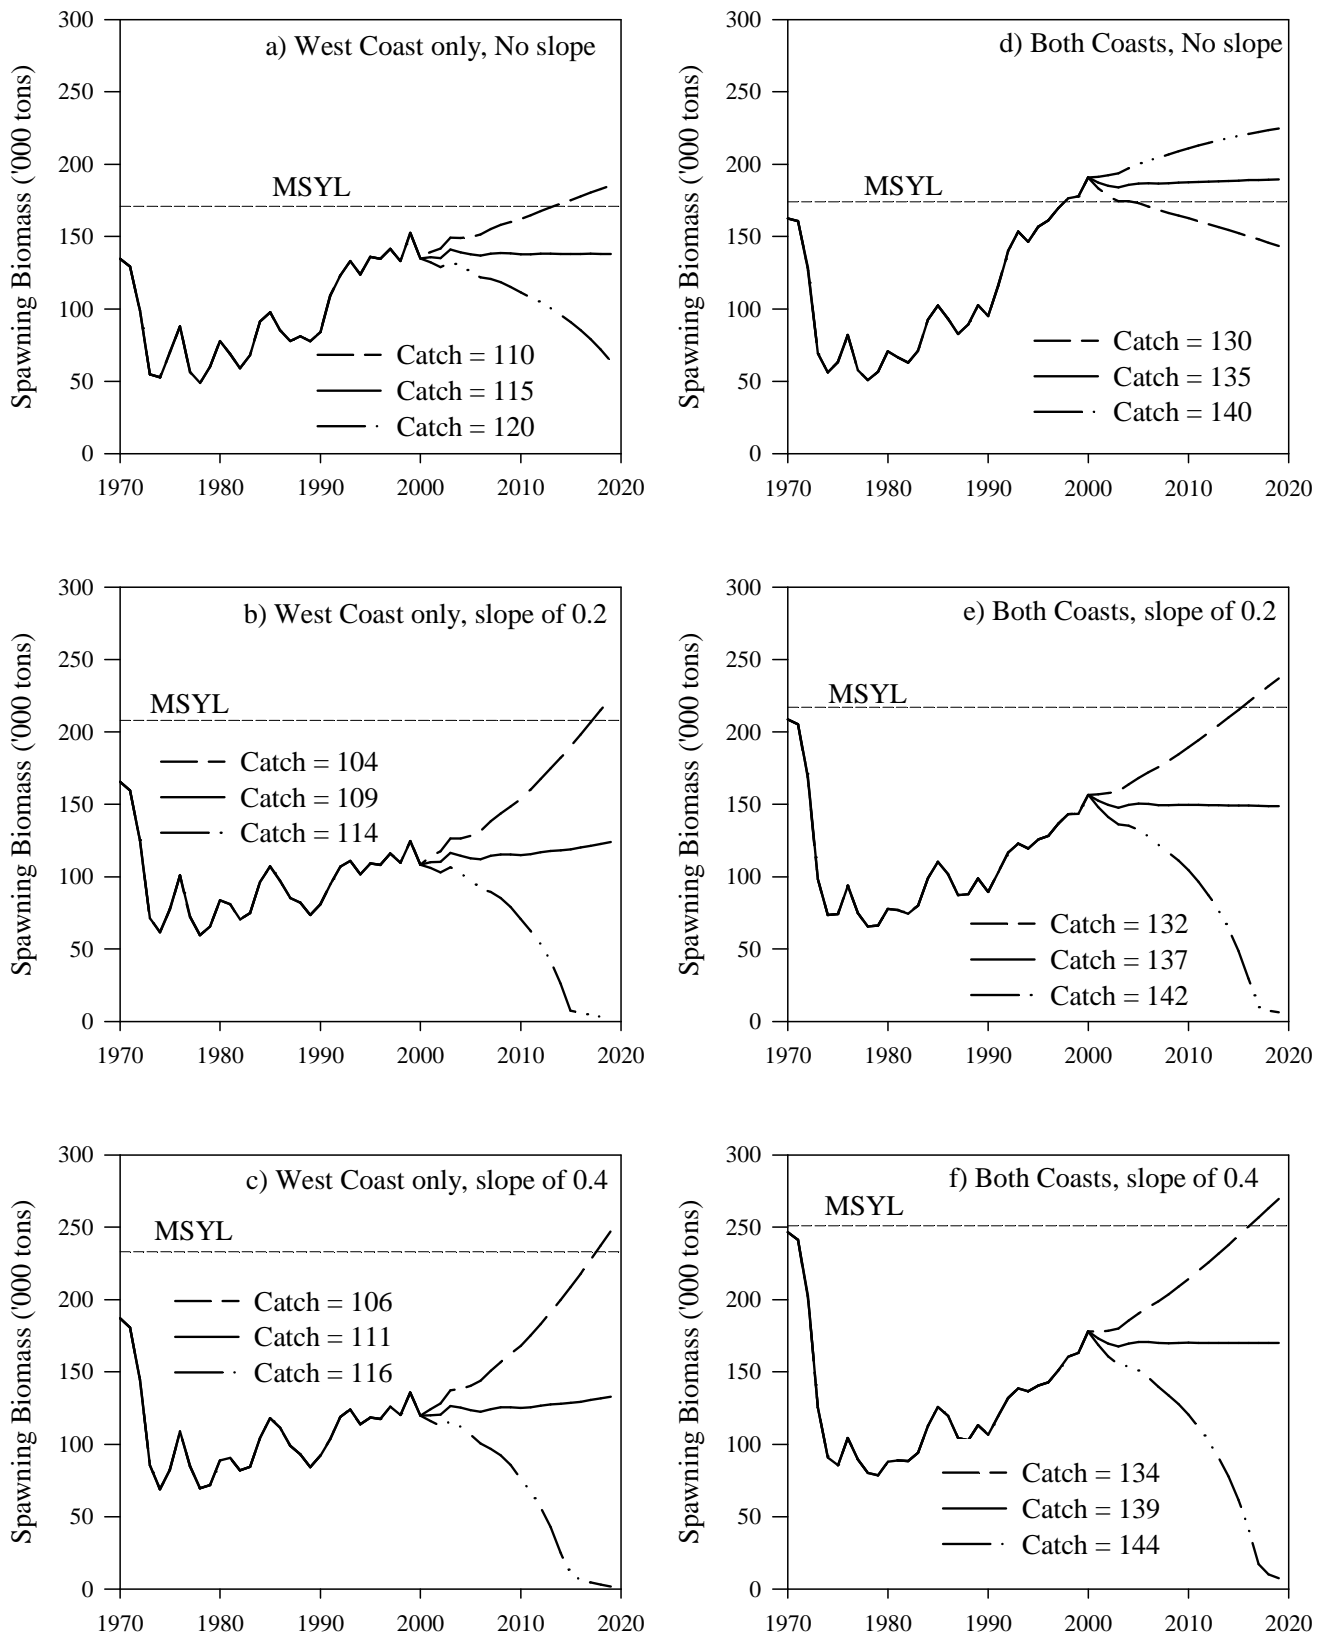 a) West Coast only, No slope
Spawning Biomass ('000 tons)
300
250
200
150
100
50
0
MSYL
Catch = 110
Catch = 115
Catch = 120
1970 1980 1990 2000 2010 2020
d) Both Coasts, No slope
Spawning Biomass ('000 tons)
300
250
200
150
100
50
0
MSYL
Catch = 130
Catch = 135
Catch = 140
1970 1980 1990 2000 2010 2020
b) West Coast only, slope of 0.2
Spawning Biomass ('000 tons)
300
250
200
150
100
50
0
MSYL
Catch = 104
Catch = 109
Catch = 114
1970 1980 1990 2000 2010 2020
e) Both Coasts, slope of 0.2
Spawning Biomass ('000 tons)
300
250
200
150
100
50
0
MSYL
Catch = 132
Catch = 137
Catch = 142
1970 1980 1990 2000 2010 2020
c) West Coast only, slope of 0.4
Spawning Biomass ('000 tons)
300
250
200
150
100
50
0
MSYL
Catch = 106
Catch = 111
Catch = 116
1970 1980 1990 2000 2010 2020
f) Both Coasts, slope of 0.4
Spawning Biomass ('000 tons)
300
250
200
150
100
50
0
MSYL
Catch = 134
Catch = 139
Catch = 144
1970 1980 1990 2000 2010 2020